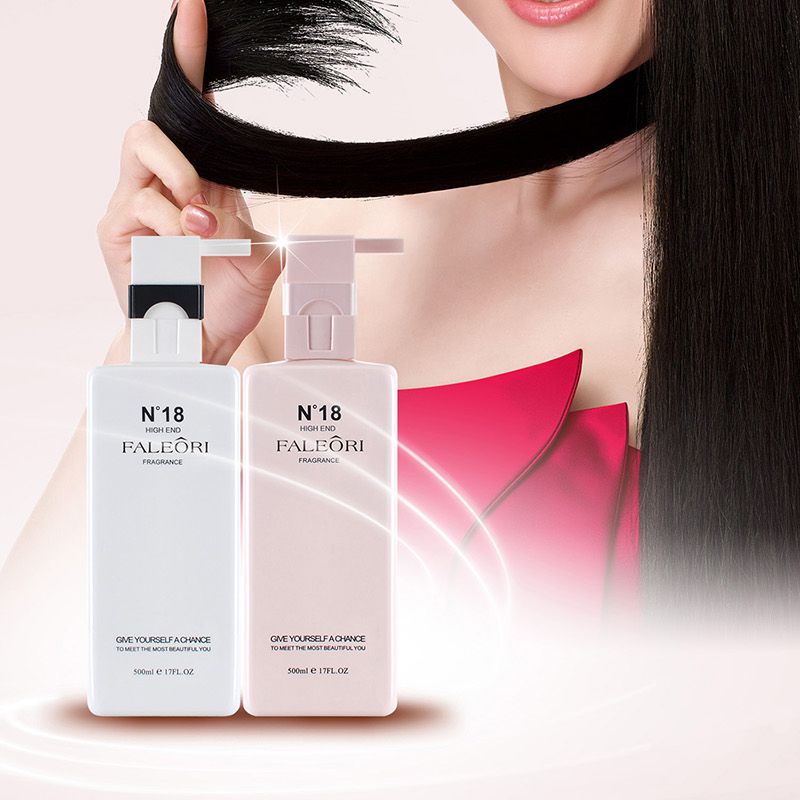 N°18
HIGH END
FALEÔRI
FRAGRANCE
GIVE YOURSELF A CHANCE
TO MEET THE MOST BEAUTIFUL YOU
500ml e 17FL.OZ
N°18
HIGH END
FALEÔRI
FRAGRANCE
GIVE YOURSELF A CHANCE
TO MEET THE MOST BEAUTIFUL YOU
500ml e 17FL.OZ